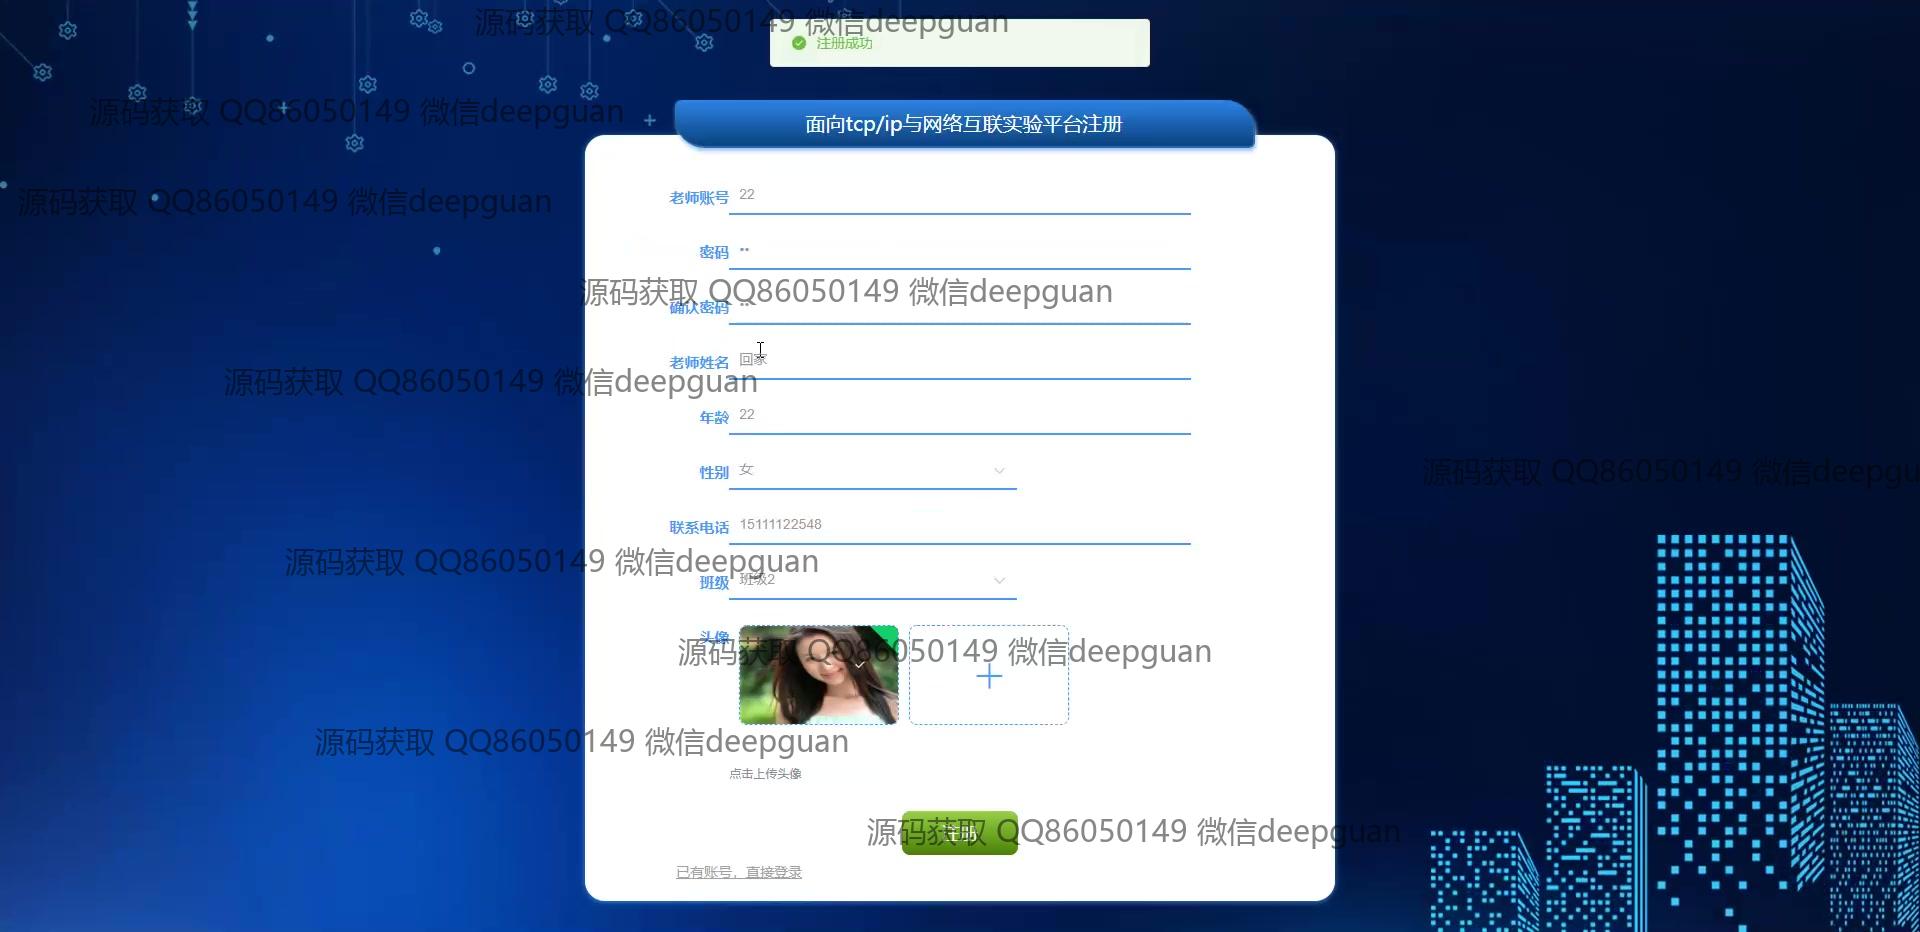 源码获取 QQ86050149 微信deepguan
注册成功
源码获取 QQ86050149 微信deepguan
面向tcp/ip与网络互联实验平台注册
源码获取 QQ86050149 微信deepguan
老师账号 22
密码 ••
源码获取 QQ86050149 微信deepguan
确认密码 ••
老师姓名 回家
源码获取 QQ86050149 微信deepguan
年龄 22
性别 女
源码获取 QQ86050149 微信deepgu
联系电话 15111122548
源码获取 QQ86050149 微信deepguan
班级 班级2
头像
源码获取 QQ86050149 微信deepguan
源码获取 QQ86050149 微信deepguan
点击上传头像
注册
源码获取 QQ86050149 微信deepguan
已有账号，直接登录